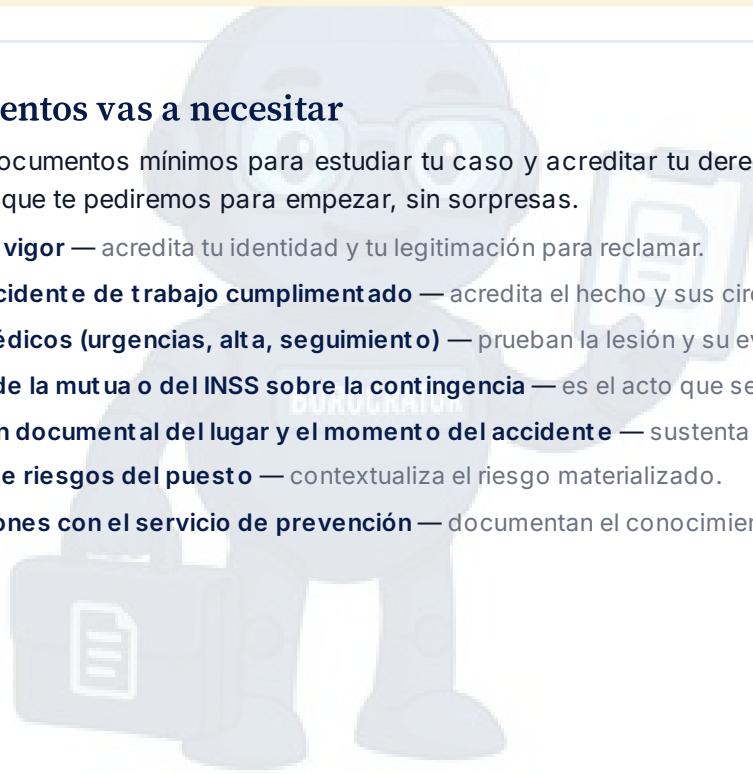 entos vas a necesitar
ocumentos mínimos para estudiar tu caso y acreditar tu dere
que te pediremos para empezar, sin sorpresas.
vigor — acredita tu identidad y tu legitimación para reclamar.
cidente de trabajo cumplimentado — acredita el hecho y sus circ
édicos (urgencias, alta, seguimiento) — prueban la lesión y su ev
de la mutua o del INSS sobre la contingencia — es el acto que se
BUROCRATOR
n documental del lugar y el momento del accidente — sustenta
e riesgos del puesto — contextualiza el riesgo materializado.
ones con el servicio de prevención — documentan el conocimien